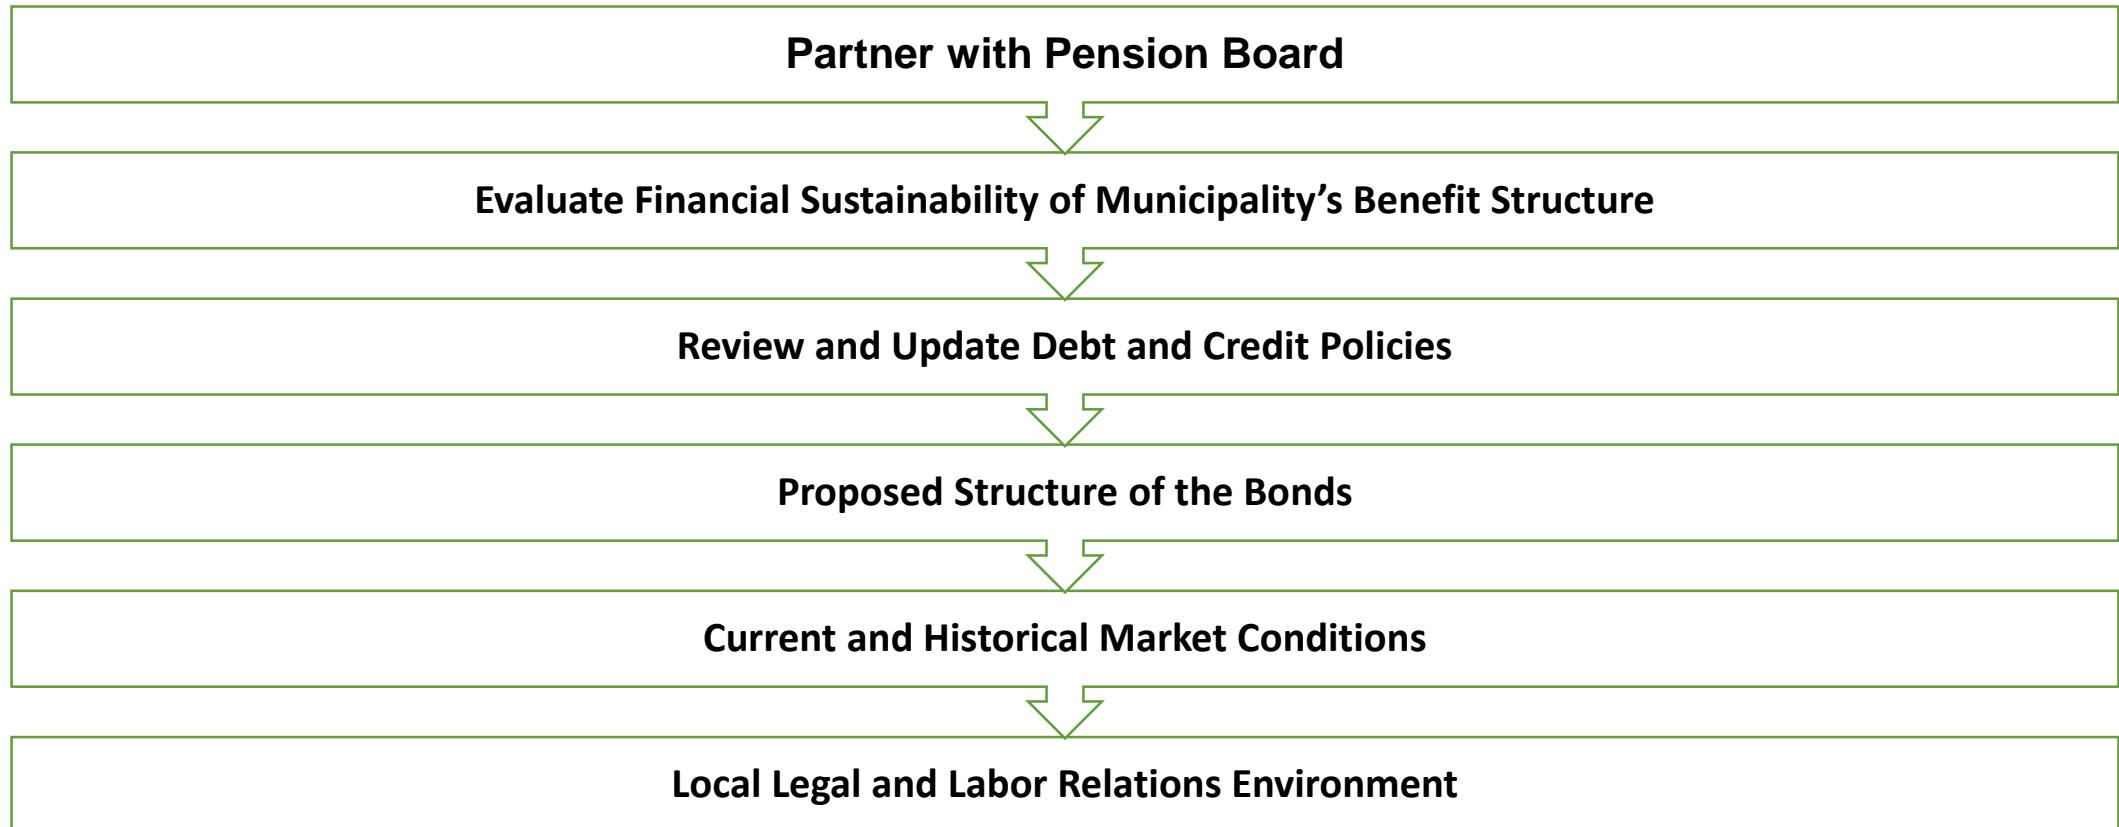 Partner with Pension Board
Evaluate Financial Sustainability of Municipality’s Benefit Structure
Review and Update Debt and Credit Policies
Proposed Structure of the Bonds
Current and Historical Market Conditions
Local Legal and Labor Relations Environment